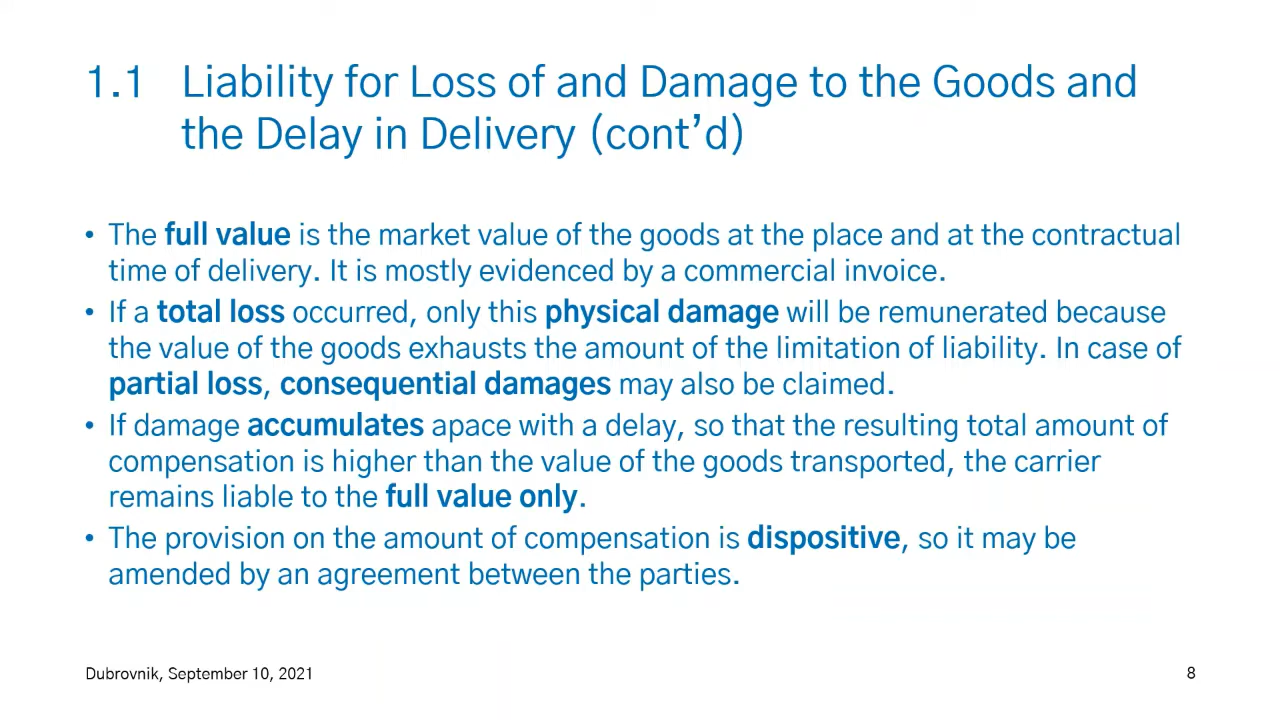 1.1 Liability for Loss of and Damage to the Goods and
the Delay in Delivery (cont’d)
• The full value is the market value of the goods at the place and at the contractual
time of delivery. It is mostly evidenced by a commercial invoice.
• If a total loss occurred, only this physical damage will be remunerated because
the value of the goods exhausts the amount of the limitation of liability. In case of
partial loss, consequential damages may also be claimed.
• If damage accumulates apace with a delay, so that the resulting total amount of
compensation is higher than the value of the goods transported, the carrier
remains liable to the full value only.
• The provision on the amount of compensation is dispositive, so it may be
amended by an agreement between the parties.
Dubrovnik, September 10, 2021
8